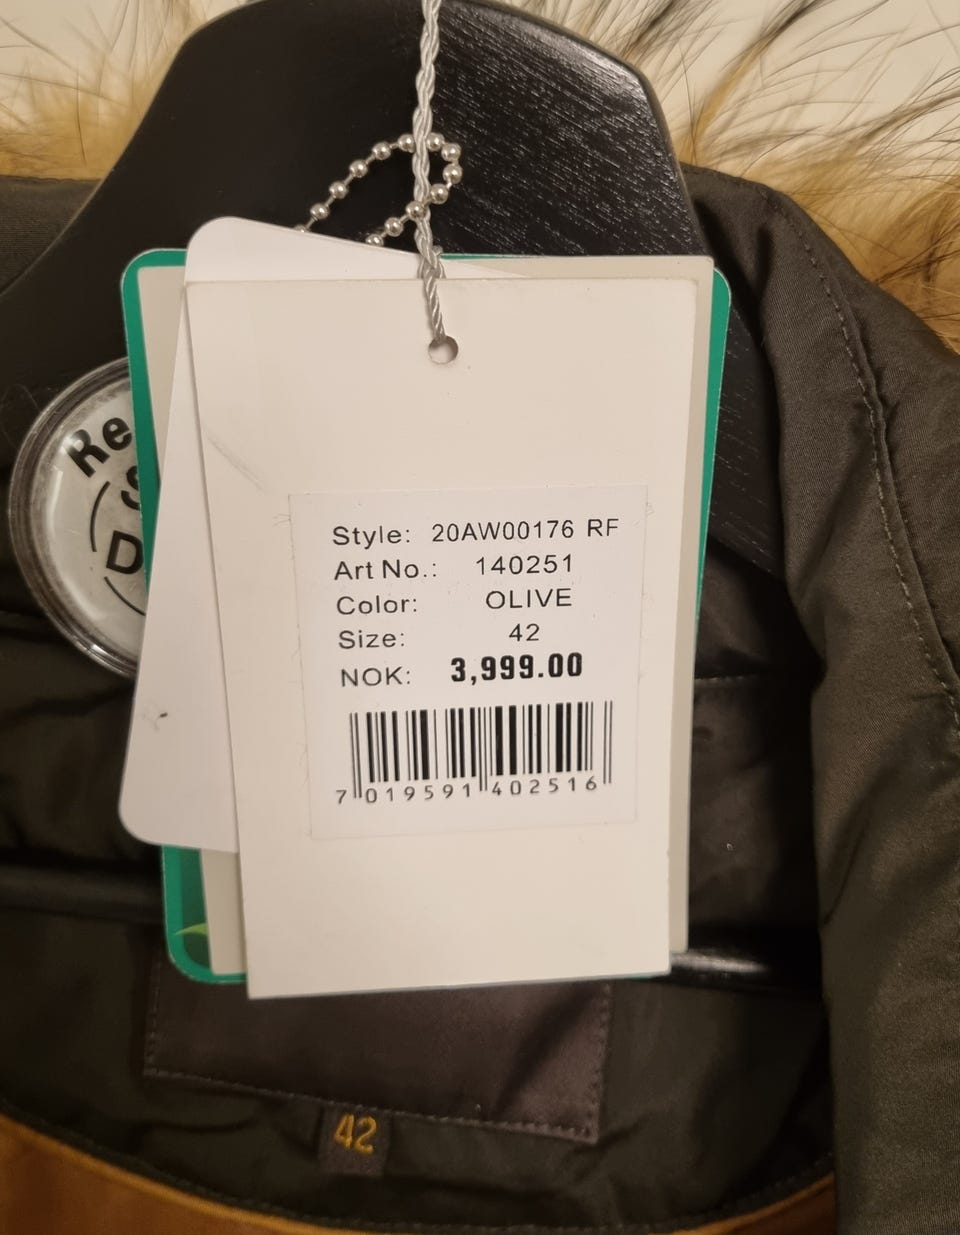 Style: 20AW00176 RF
Art No.: 140251
Color: OLIVE
Size: 42
NOK: 3,999.00
7 019591 402516
42